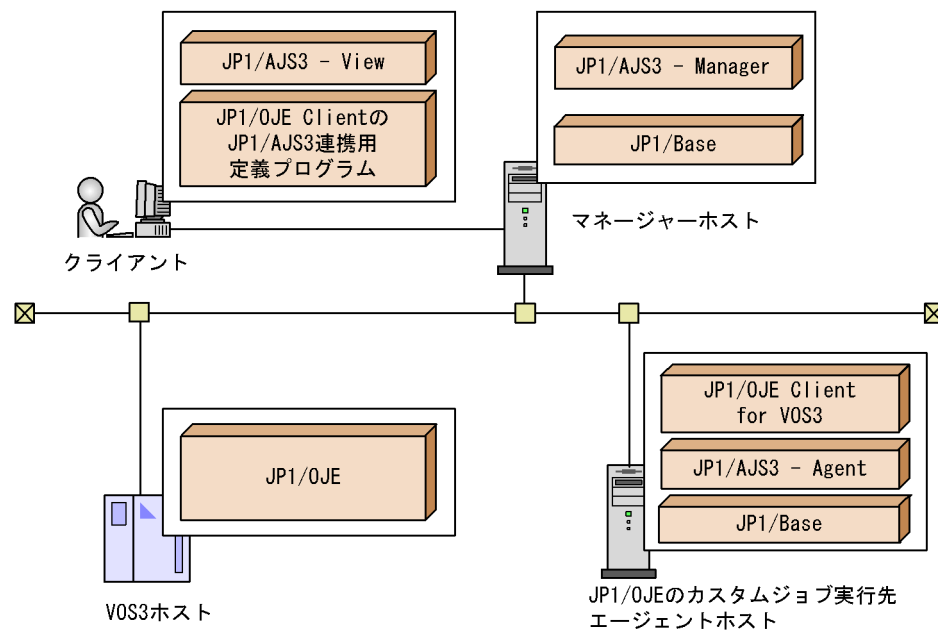 JP1/AJS3 - View
JP1/OJE Clientの
JP1/AJS3連携用
定義プログラム
クライアント
JP1/AJS3 - Manager
JP1/Base
マネージャーホスト
JP1/OJE
VOS3ホスト
JP1/OJE Client
for VOS3
JP1/AJS3 - Agent
JP1/Base
JP1/OJEのカスタムジョブ実行先
エージェントホスト